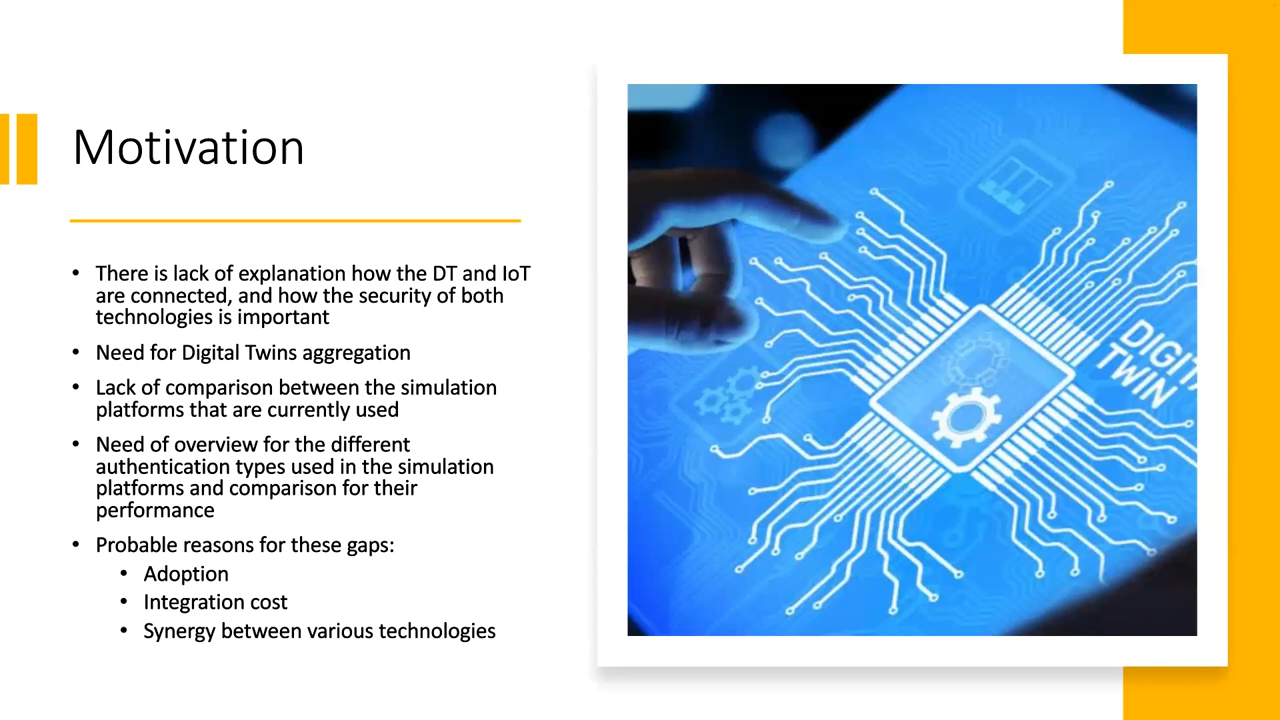 Motivation
• There is lack of explanation how the DT and IoT
are connected, and how the security of both
technologies is important
• Need for Digital Twins aggregation
• Lack of comparison between the simulation
platforms that are currently used
• Need of overview for the different
authentication types used in the simulation
platforms and comparison for their
performance
• Probable reasons for these gaps:
• Adoption
• Integration cost
• Synergy between various technologies
DIGIT
TWIN